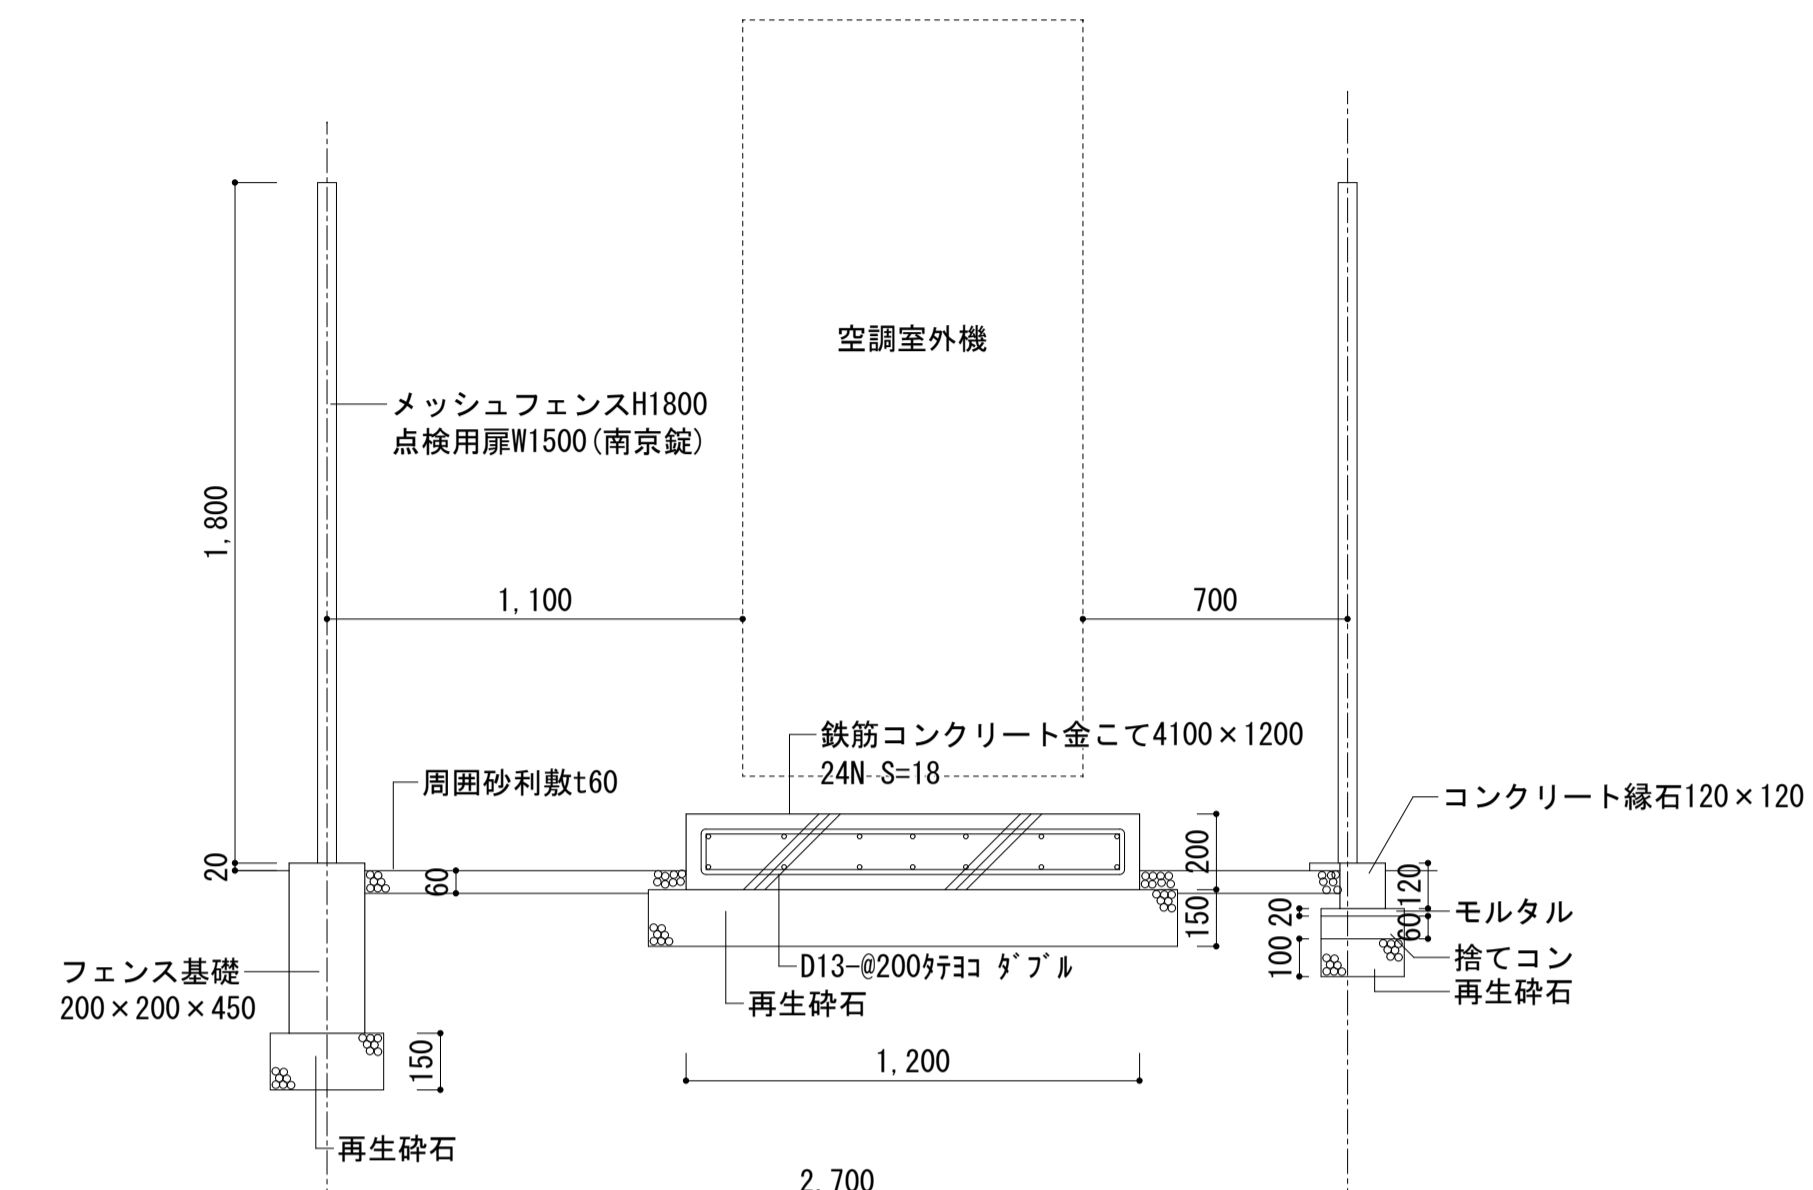 空調室外機
メッシュフェンスH1800
点検用扉W1500(南京錠)
1,800
1,100
700
鉄筋コンクリート金こて4100×1200
24N S=18
周囲砂利敷t60
コンクリート縁石120×120
20
60
200
150
120
20
60
100
モルタル
捨てコン
再生砕石
フェンス基礎
200×200×450
D13-@200ﾀﾃﾖｺ ﾀﾞﾌﾞﾙ
再生砕石
150
1,200
再生砕石
2,700